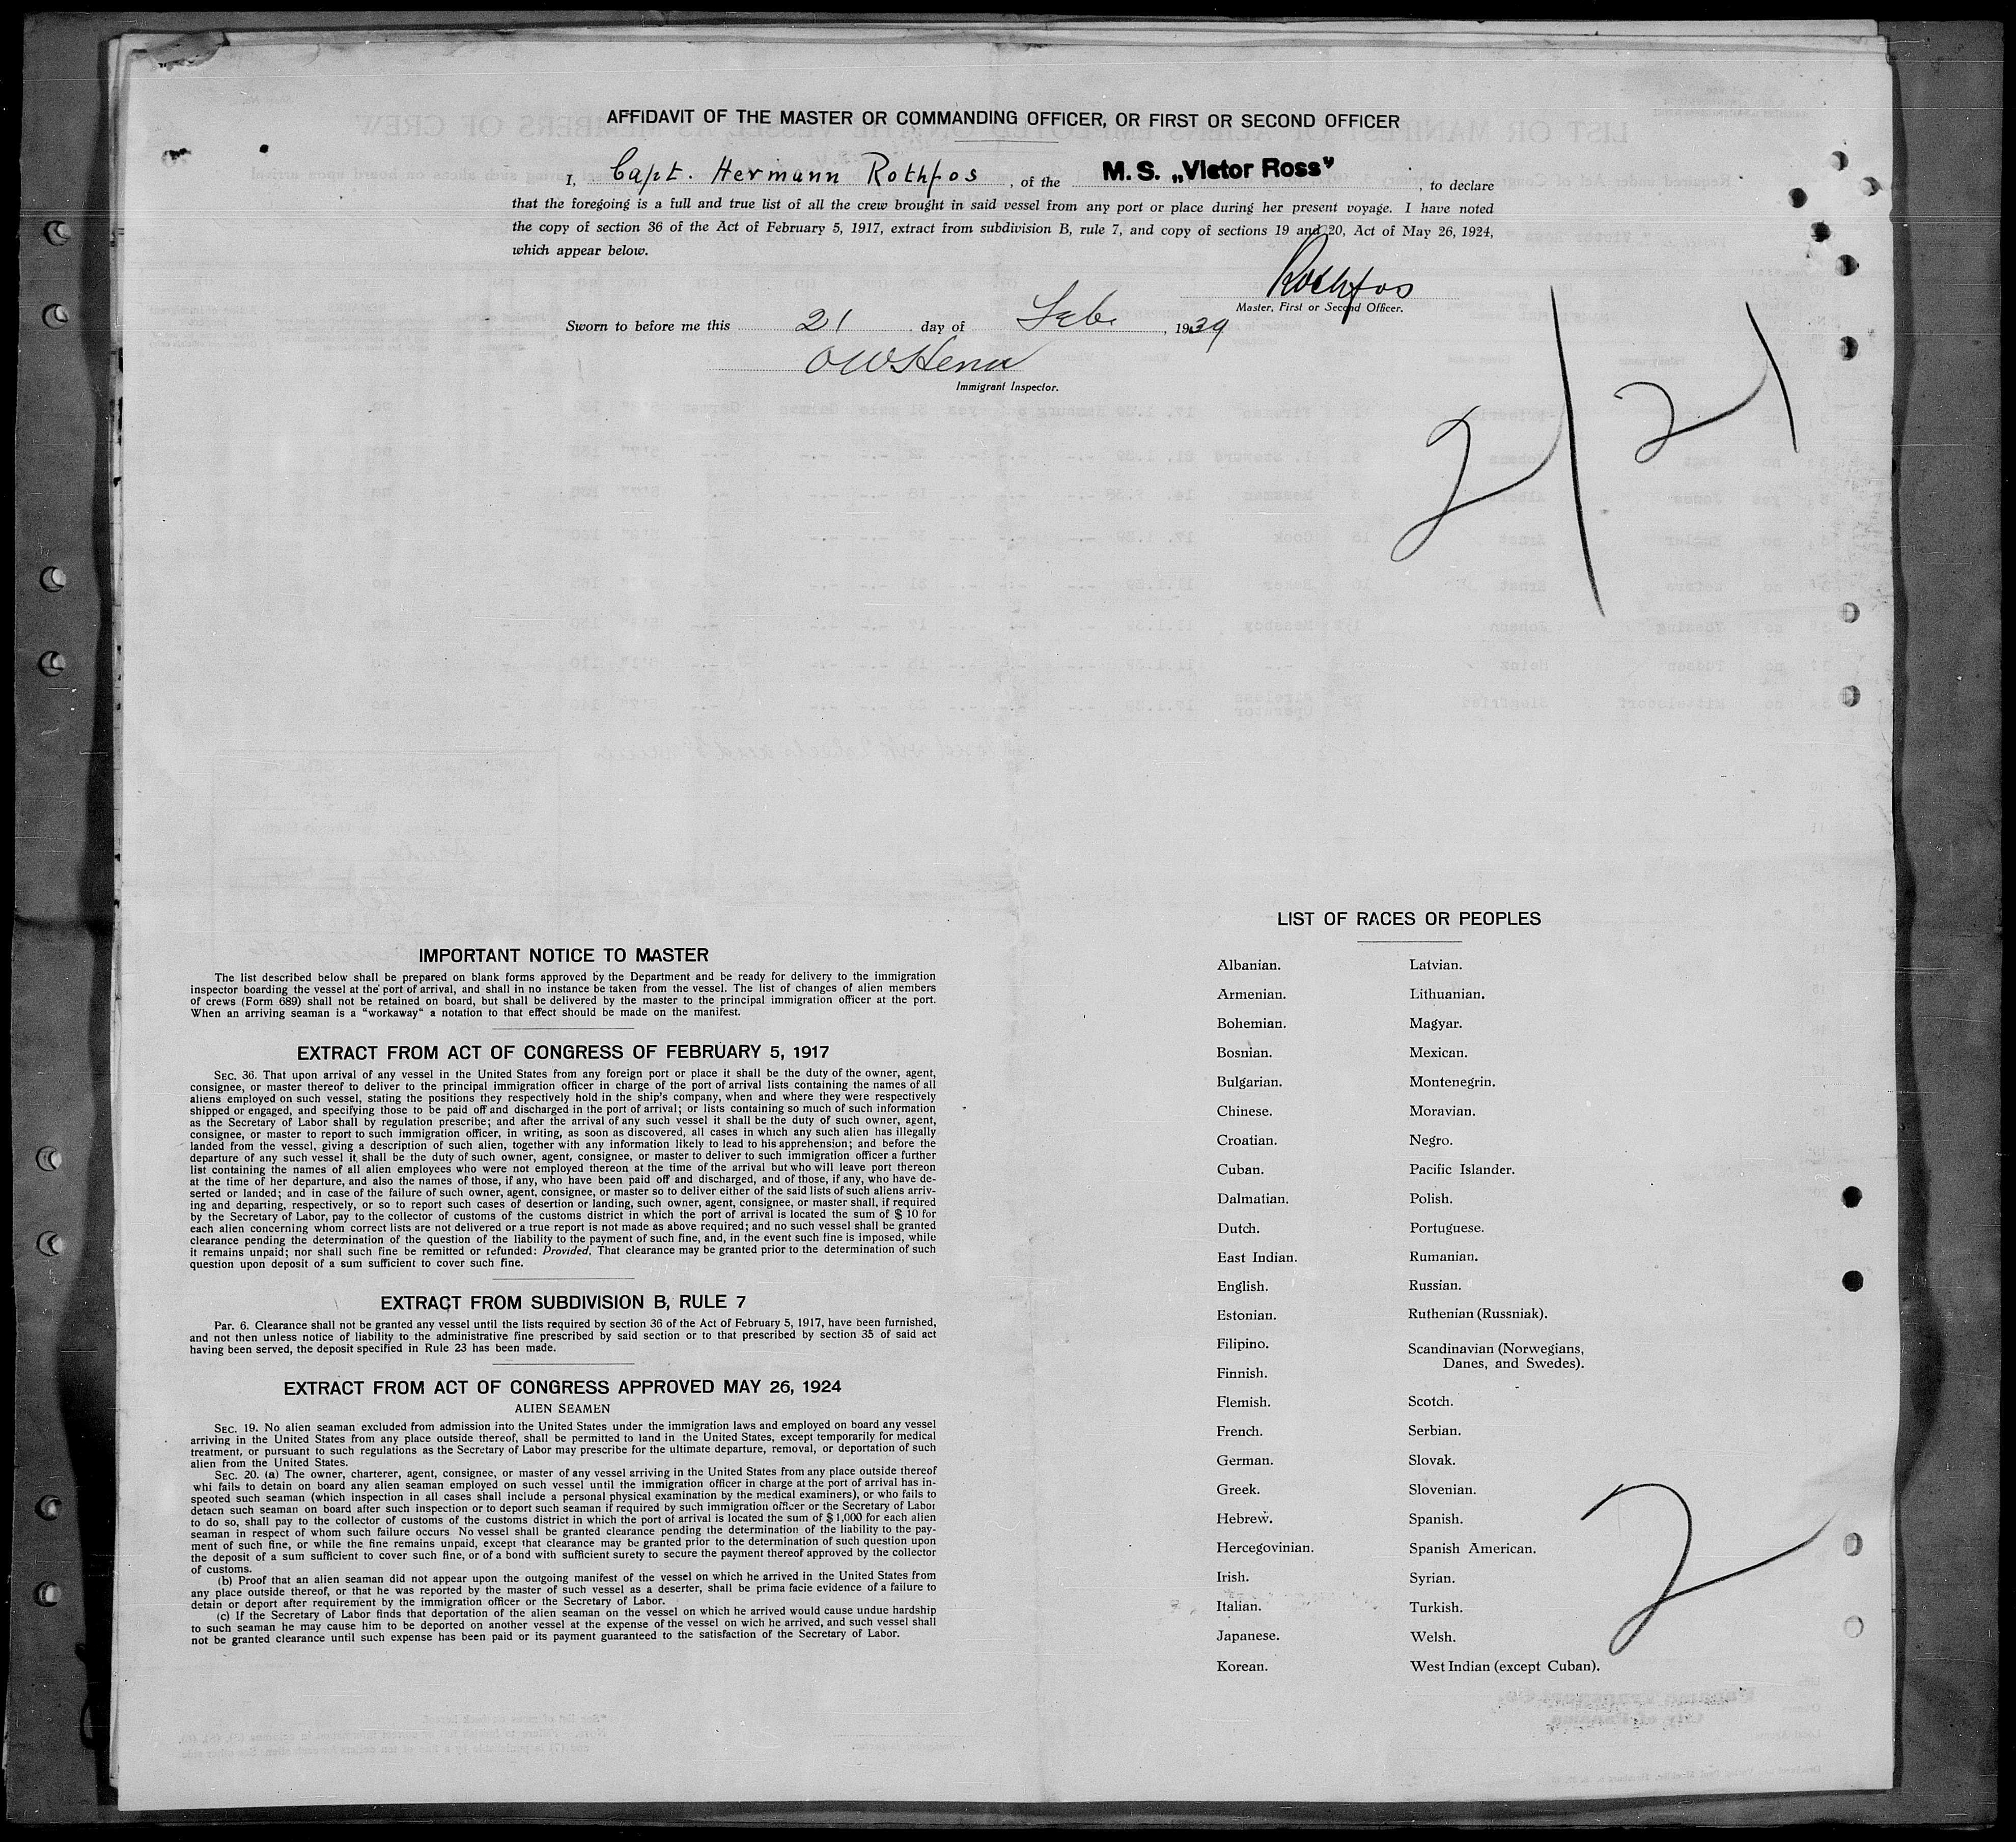 AFFIDAVIT OF THE MASTER OR COMMANDING OFFICER, OR FIRST OR SECOND OFFICER
I, Capt. Hermann Rothfos, of the M. S. „Victor Ross", to declare
that the foregoing is a full and true list of all the crew brought in said vessel from any port or place during her present voyage. I have noted
the copy of section 36 of the Act of February 5, 1917, extract from subdivision B, rule 7, and copy of sections 19 and 20, Act of May 26, 1924,
which appear below.
Rothfos
Master, First or Second Officer.
Sworn to before me this 21 day of Feb., 1939
Immigrant Inspector.
2/21
IMPORTANT NOTICE TO MASTER
The list described below shall be prepared on blank forms approved by the Department and be ready for delivery to the immigration
inspector boarding the vessel at the port of arrival, and shall in no instance be taken from the vessel. The list of changes of alien members
of crews (Form 689) shall not be retained on board, but shall be delivered by the master to the principal immigration officer at the port.
When an arriving seaman is a "workaway" a notation to that effect should be made on the manifest.
EXTRACT FROM ACT OF CONGRESS OF FEBRUARY 5, 1917
SEC. 36. That upon arrival of any vessel in the United States from any foreign port or place it shall be the duty of the owner, agent,
consignee, or master thereof to deliver to the principal immigration officer in charge of the port of arrival lists containing the names of all
aliens employed on such vessel, stating the positions they respectively hold in the ship's company, when and where they were respectively
shipped or engaged, and specifying those to be paid off and discharged in the port of arrival; or lists containing so much of such information
as the Secretary of Labor shall by regulation prescribe; and after the arrival of any such vessel it shall be the duty of such owner, agent,
consignee, or master to report to such immigration officer, in writing, as soon as discovered, all cases in which any such alien has illegally
landed from the vessel, giving a description of such alien, together with any information likely to lead to his apprehension; and before the
departure of any such vessel it shall be the duty of such owner, agent, consignee, or master to deliver to such immigration officer a further
list containing the names of all alien employees who were not employed thereon at the time of the arrival but who will leave port thereon
at the time of her departure, and also the names of those, if any, who have been paid off and discharged, and of those, if any, who have de-
serted or landed; and in case of the failure of such owner, agent, consignee, or master so to deliver either of the said lists of such aliens arriv-
ing and departing, respectively, or so to report such cases of desertion or landing, such owner, agent, consignee, or master shall, if required
by the Secretary of Labor, pay to the collector of customs of the customs district in which the port of arrival is located the sum of $ 10 for
each alien concerning whom correct lists are not delivered or a true report is not made as above required; and no such vessel shall be granted
clearance pending the determination of the question of the liability to the payment of such fine, and, in the event such fine is imposed, while
it remains unpaid; nor shall such fine be remitted or refunded: Provided, That clearance may be granted prior to the determination of such
question upon deposit of a sum sufficient to cover such fine.
EXTRACT FROM SUBDIVISION B, RULE 7
Par. 6. Clearance shall not be granted any vessel until the lists required by section 36 of the Act of February 5, 1917, have been furnished,
and not then unless notice of liability to the administrative fine prescribed by said section or to that prescribed by section 35 of said act
having been served, the deposit specified in Rule 23 has been made.
EXTRACT FROM ACT OF CONGRESS APPROVED MAY 26, 1924
ALIEN SEAMEN
SEC. 19. No alien seaman excluded from admission into the United States under the immigration laws and employed on board any vessel
arriving in the United States from any place outside thereof, shall be permitted to land in the United States, except temporarily for medical
treatment, or pursuant to such regulations as the Secretary of Labor may prescribe for the ultimate departure, removal, or deportation of such
alien from the United States.
SEC. 20. (a) The owner, charterer, agent, consignee, or master of any vessel arriving in the United States from any place outside thereof
whi fails to detain on board any alien seaman employed on such vessel until the immigration officer in charge at the port of arrival has in-
speoted such seaman (which inspection in all cases shall include a personal physical examination by the medical examiners), or who fails to
detacn such seaman on board after such inspection or to deport such seaman if required by such immigration officer or the Secretary of Labor
to do so, shall pay to the collector of customs of the customs district in which the port of arrival is located the sum of $ 1,000 for each alien
seaman in respect of whom such failure occurs No vessel shall be granted clearance pending the determination of the liability to the pay-
ment of such fine, or while the fine remains unpaid, except that clearance may be granted prior to the determination of such question upon
the deposit of a sum sufficient to cover such fine, or of a bond with sufficient surety to secure the payment thereof approved by the collector
of customs.
(b) Proof that an alien seaman did not appear upon the outgoing manifest of the vessel on which he arrived in the United States from
any place outside thereof, or that he was reported by the master of such vessel as a deserter, shall be prima facie evidence of a failure to
detain or deport after requirement by the immigration officer or the Secretary of Labor.
(c) If the Secretary of Labor finds that deportation of the alien seaman on the vessel on which he arrived would cause undue hardship
to such seaman he may cause him to be deported on another vessel at the expense of the vessel on wich he arrived, and such vessel shall
not be granted clearance until such expense has been paid or its payment guaranteed to the satisfaction of the Secretary of Labor.
LIST OF RACES OR PEOPLES
Albanian.
Armenian.
Bohemian.
Bosnian.
Bulgarian.
Chinese.
Croatian.
Cuban.
Dalmatian.
Dutch.
East Indian.
English.
Estonian.
Filipino.
Finnish.
Flemish.
French.
German.
Greek.
Hebrew.
Hercegovinian.
Irish.
Italian.
Japanese.
Korean.
Latvian.
Lithuanian.
Magyar.
Mexican.
Montenegrin.
Moravian.
Negro.
Pacific Islander.
Polish.
Portuguese.
Rumanian.
Russian.
Ruthenian (Russniak).
Scandinavian (Norwegians,
Danes, and Swedes).
Scotch.
Serbian.
Slovak.
Slovenian.
Spanish.
Spanish American.
Syrian.
Turkish.
Welsh.
West Indian (except Cuban).
2